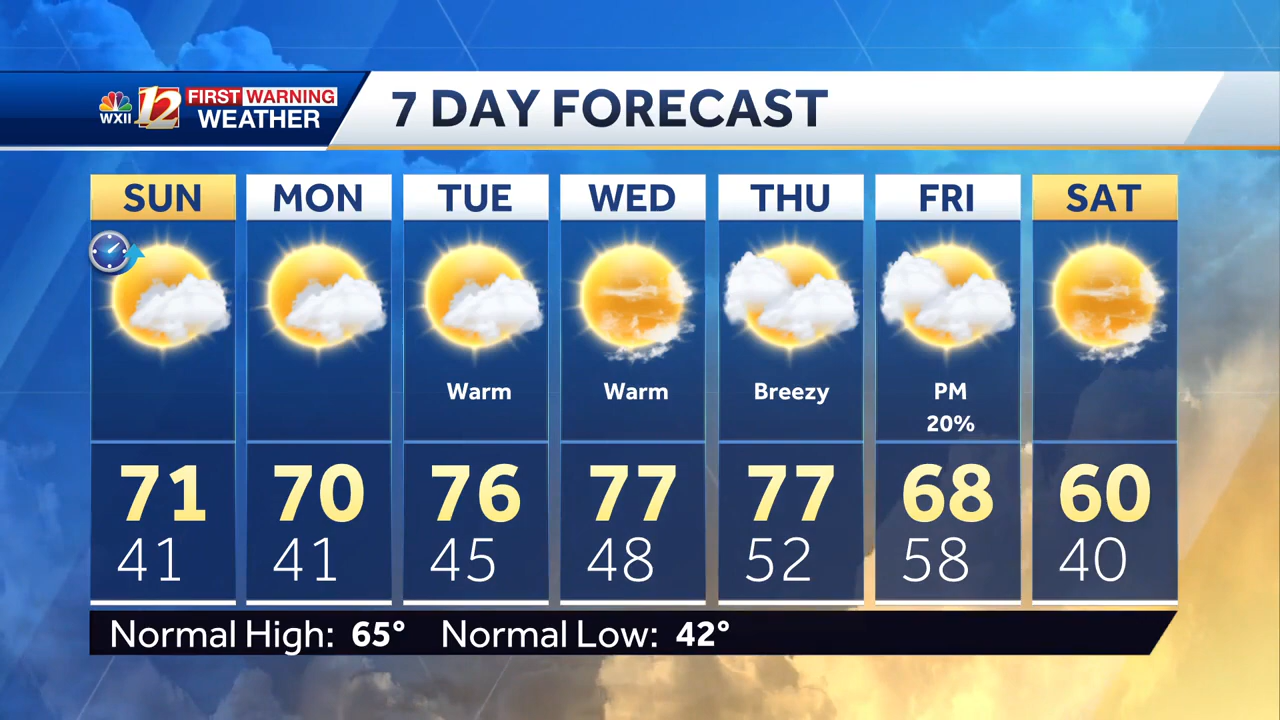 WXII 12 FIRST WARNING WEATHER
7 DAY FORECAST
SUN MON TUE WED THU FRI SAT
Warm Warm Breezy PM
20%
71 70 76 77 77 68 60
41 41 45 48 52 58 40
Normal High: 65° Normal Low: 42°